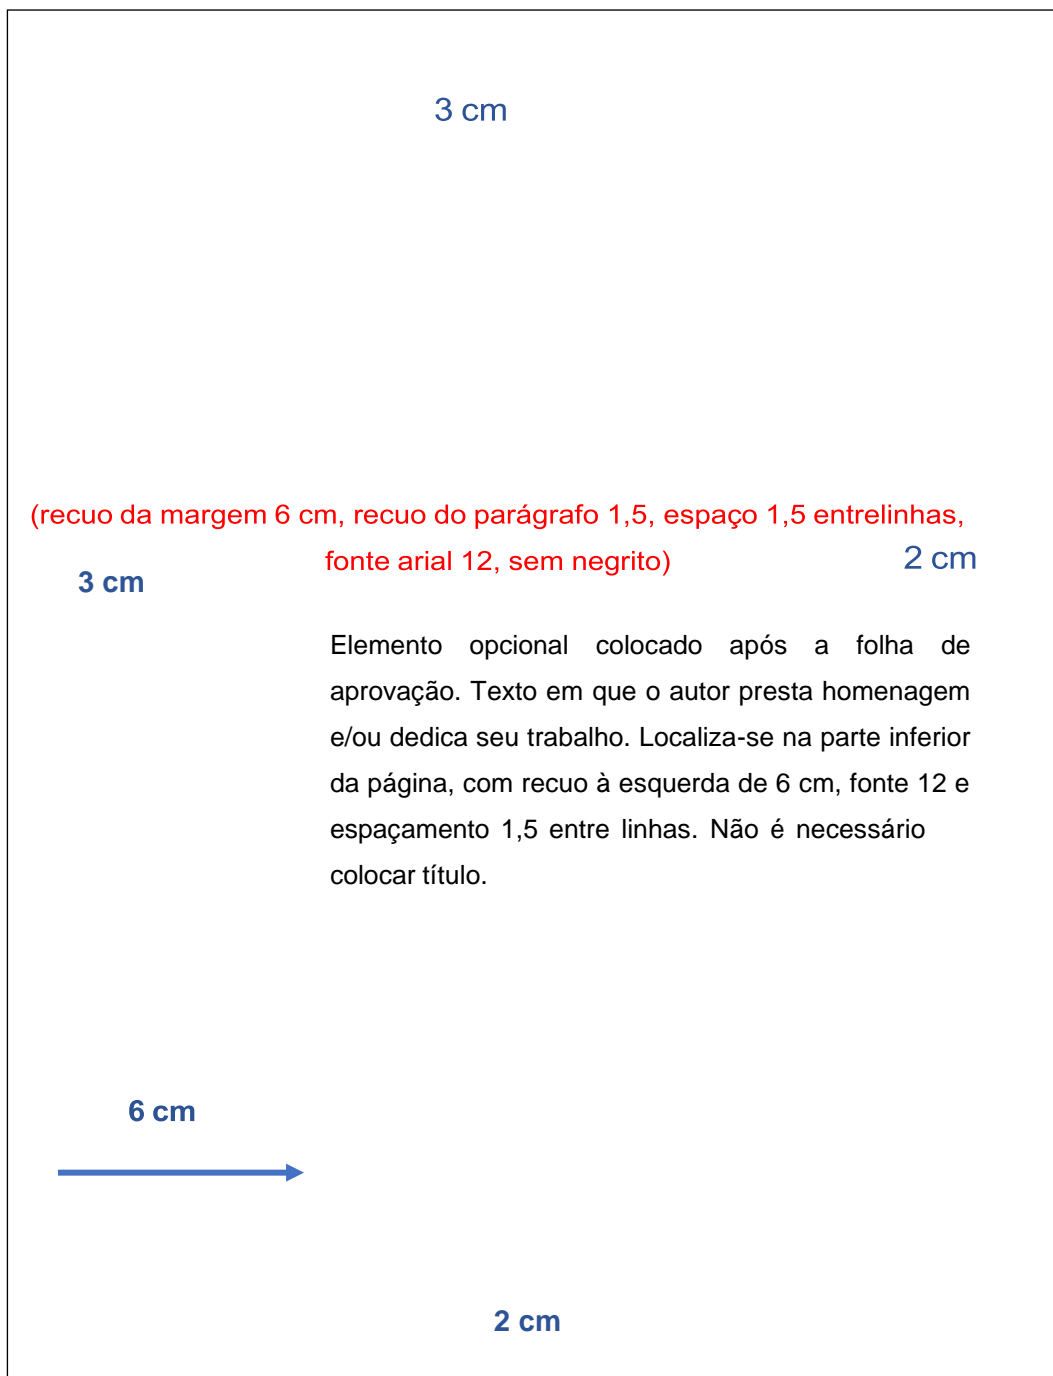 3 cm
(recuo da margem 6 cm, recuo do parágrafo 1,5, espaço 1,5 entrelinhas,
fonte arial 12, sem negrito)
2 cm
3 cm
Elemento opcional colocado após a folha de
aprovação. Texto em que o autor presta homenagem
e/ou dedica seu trabalho. Localiza-se na parte inferior
da página, com recuo à esquerda de 6 cm, fonte 12 e
espaçamento 1,5 entre linhas. Não é necessário
colocar título.
6 cm
2 cm